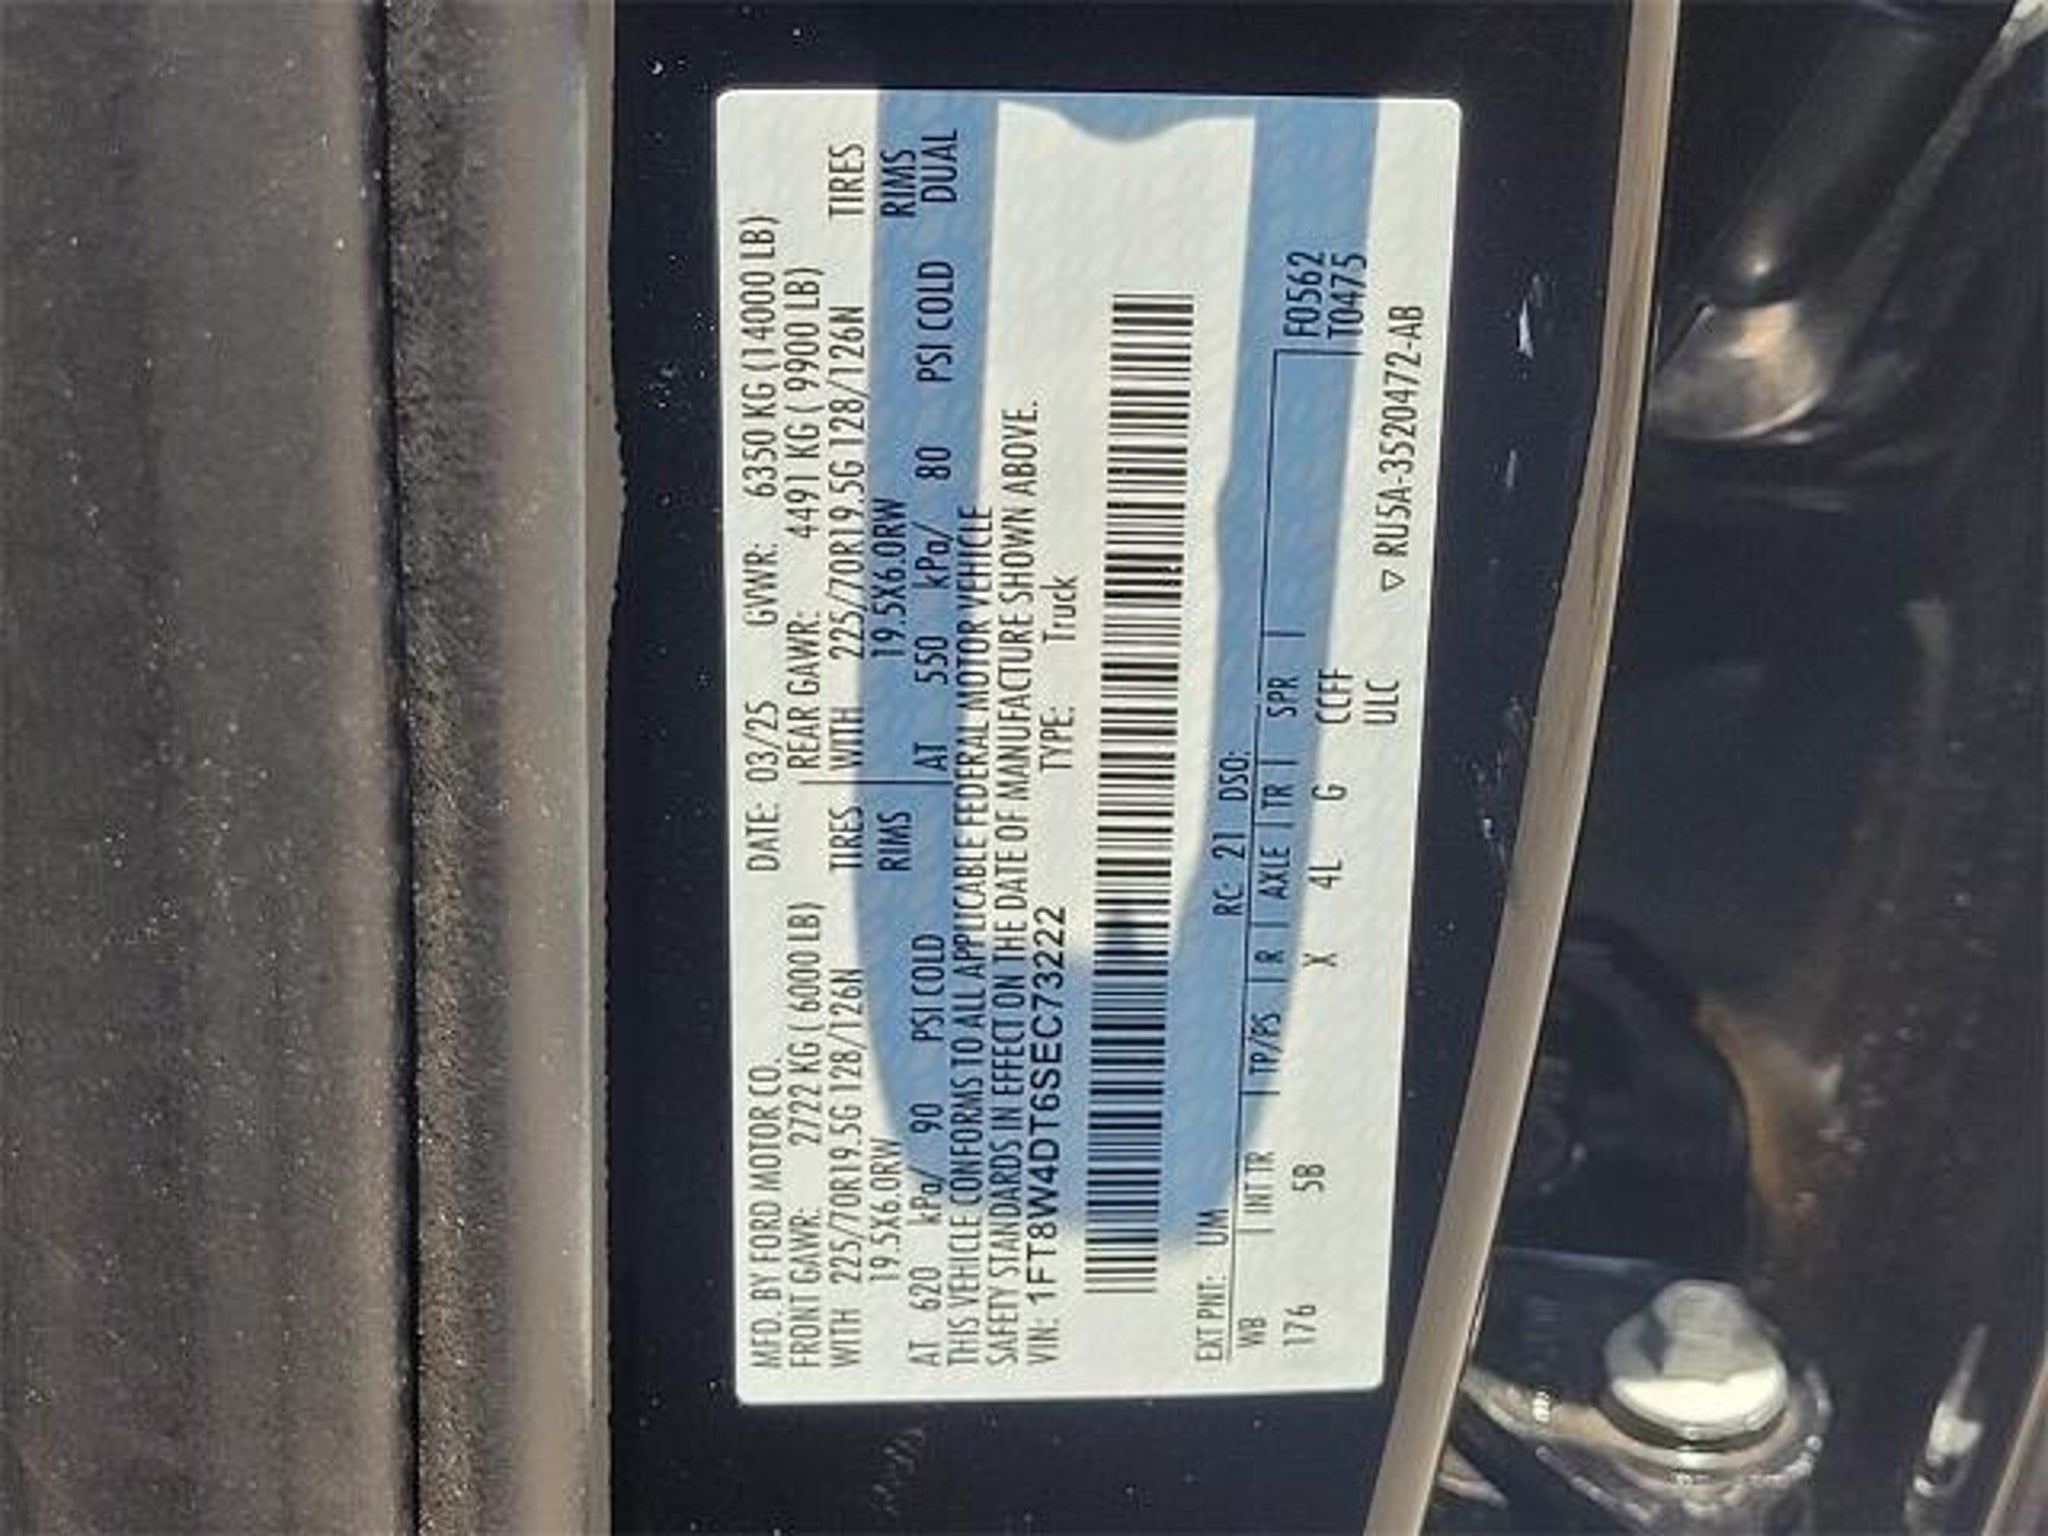 MFD. BY FORD MOTOR CO. DATE: 03/25 GVWR: 6350 KG (14000 LB)
FRONT GAWR: 2722 KG ( 6000 LB) REAR GAWR: 4491 KG ( 9900 LB)
WITH 225/70R19.5G 128/126N TIRES WITH 225/70R19.5G 128/126N TIRES
19.5X6.0RW RIMS 19.5X6.0RW RIMS
AT 620 kPa/ 90 PSI COLD AT 550 kPa/ 80 PSI COLD DUAL
THIS VEHICLE CONFORMS TO ALL APPLICABLE FEDERAL MOTOR VEHICLE
SAFETY STANDARDS IN EFFECT ON THE DATE OF MANUFACTURE SHOWN ABOVE.
VIN: 1FT8W4DT6SEC73222 TYPE: Truck
EXT PNT: UM RC: 21 DSO:
WB INT TR TP/PS R AXLE TR SPR F0562
176 5B X 4L G CCFF T0475
ULC
▽ RU5A-3520472-AB